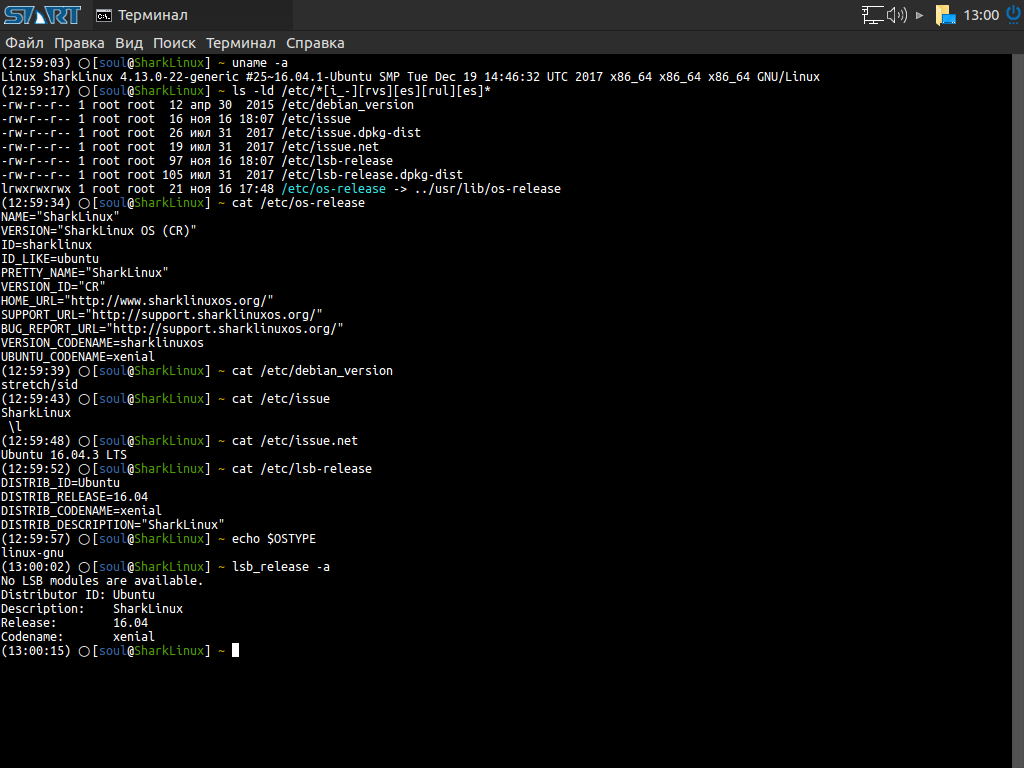 START Терминал 13:00
Файл Правка Вид Поиск Терминал Справка
(12:59:03) ○[soul@SharkLinux] ~ uname -a
Linux SharkLinux 4.13.0-22-generic #25~16.04.1-Ubuntu SMP Tue Dec 19 14:46:32 UTC 2017 x86_64 x86_64 x86_64 GNU/Linux
(12:59:17) ○[soul@SharkLinux] ~ ls -ld /etc/*[i_-][rvs][es][rul][es]*
-rw-r--r-- 1 root root  12 апр 30  2015 /etc/debian_version
-rw-r--r-- 1 root root  16 ноя 16 18:07 /etc/issue
-rw-r--r-- 1 root root  26 июл 31  2017 /etc/issue.dpkg-dist
-rw-r--r-- 1 root root  19 июл 31  2017 /etc/issue.net
-rw-r--r-- 1 root root  97 ноя 16 18:07 /etc/lsb-release
-rw-r--r-- 1 root root 105 июл 31  2017 /etc/lsb-release.dpkg-dist
lrwxrwxrwx 1 root root  21 ноя 16 17:48 /etc/os-release -> ../usr/lib/os-release
(12:59:34) ○[soul@SharkLinux] ~ cat /etc/os-release
NAME="SharkLinux"
VERSION="SharkLinux OS (CR)"
ID=sharklinux
ID_LIKE=ubuntu
PRETTY_NAME="SharkLinux"
VERSION_ID="CR"
HOME_URL="http://www.sharklinuxos.org/"
SUPPORT_URL="http://support.sharklinuxos.org/"
BUG_REPORT_URL="http://support.sharklinuxos.org/"
VERSION_CODENAME=sharklinuxos
UBUNTU_CODENAME=xenial
(12:59:39) ○[soul@SharkLinux] ~ cat /etc/debian_version
stretch/sid
(12:59:43) ○[soul@SharkLinux] ~ cat /etc/issue
SharkLinux
 \l
(12:59:48) ○[soul@SharkLinux] ~ cat /etc/issue.net
Ubuntu 16.04.3 LTS
(12:59:52) ○[soul@SharkLinux] ~ cat /etc/lsb-release
DISTRIB_ID=Ubuntu
DISTRIB_RELEASE=16.04
DISTRIB_CODENAME=xenial
DISTRIB_DESCRIPTION="SharkLinux"
(12:59:57) ○[soul@SharkLinux] ~ echo $OSTYPE
linux-gnu
(13:00:02) ○[soul@SharkLinux] ~ lsb_release -a
No LSB modules are available.
Distributor ID: Ubuntu
Description:    SharkLinux
Release:        16.04
Codename:       xenial
(13:00:15) ○[soul@SharkLinux] ~